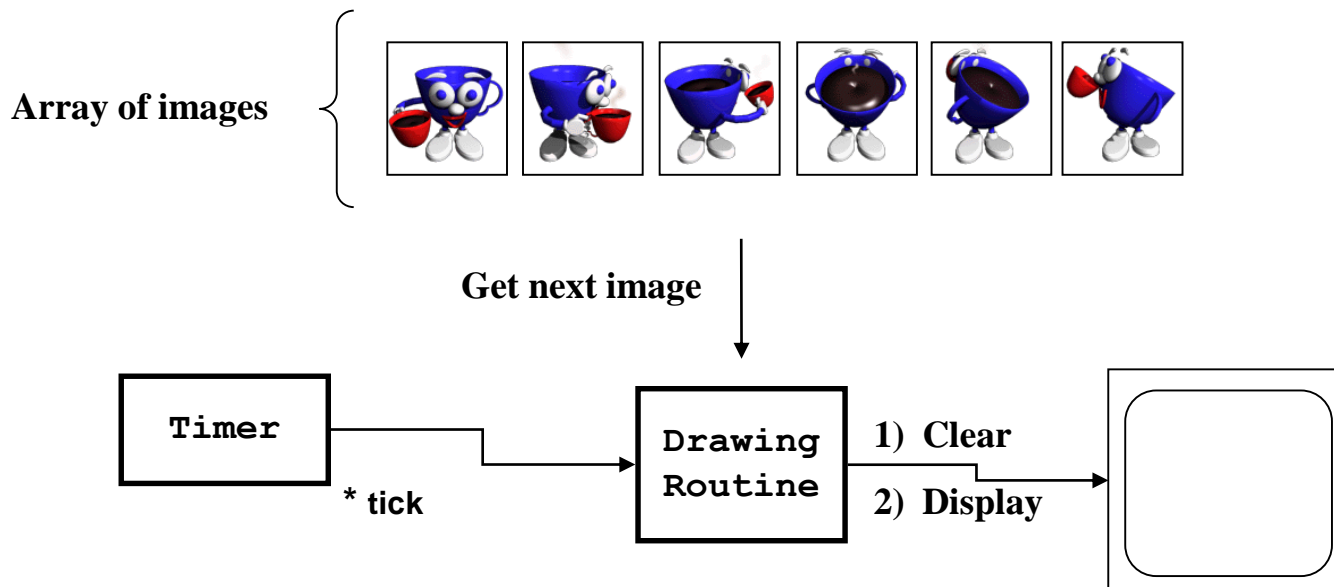 Array of images
Get next image
Timer
* tick
Drawing
Routine
1) Clear
2) Display